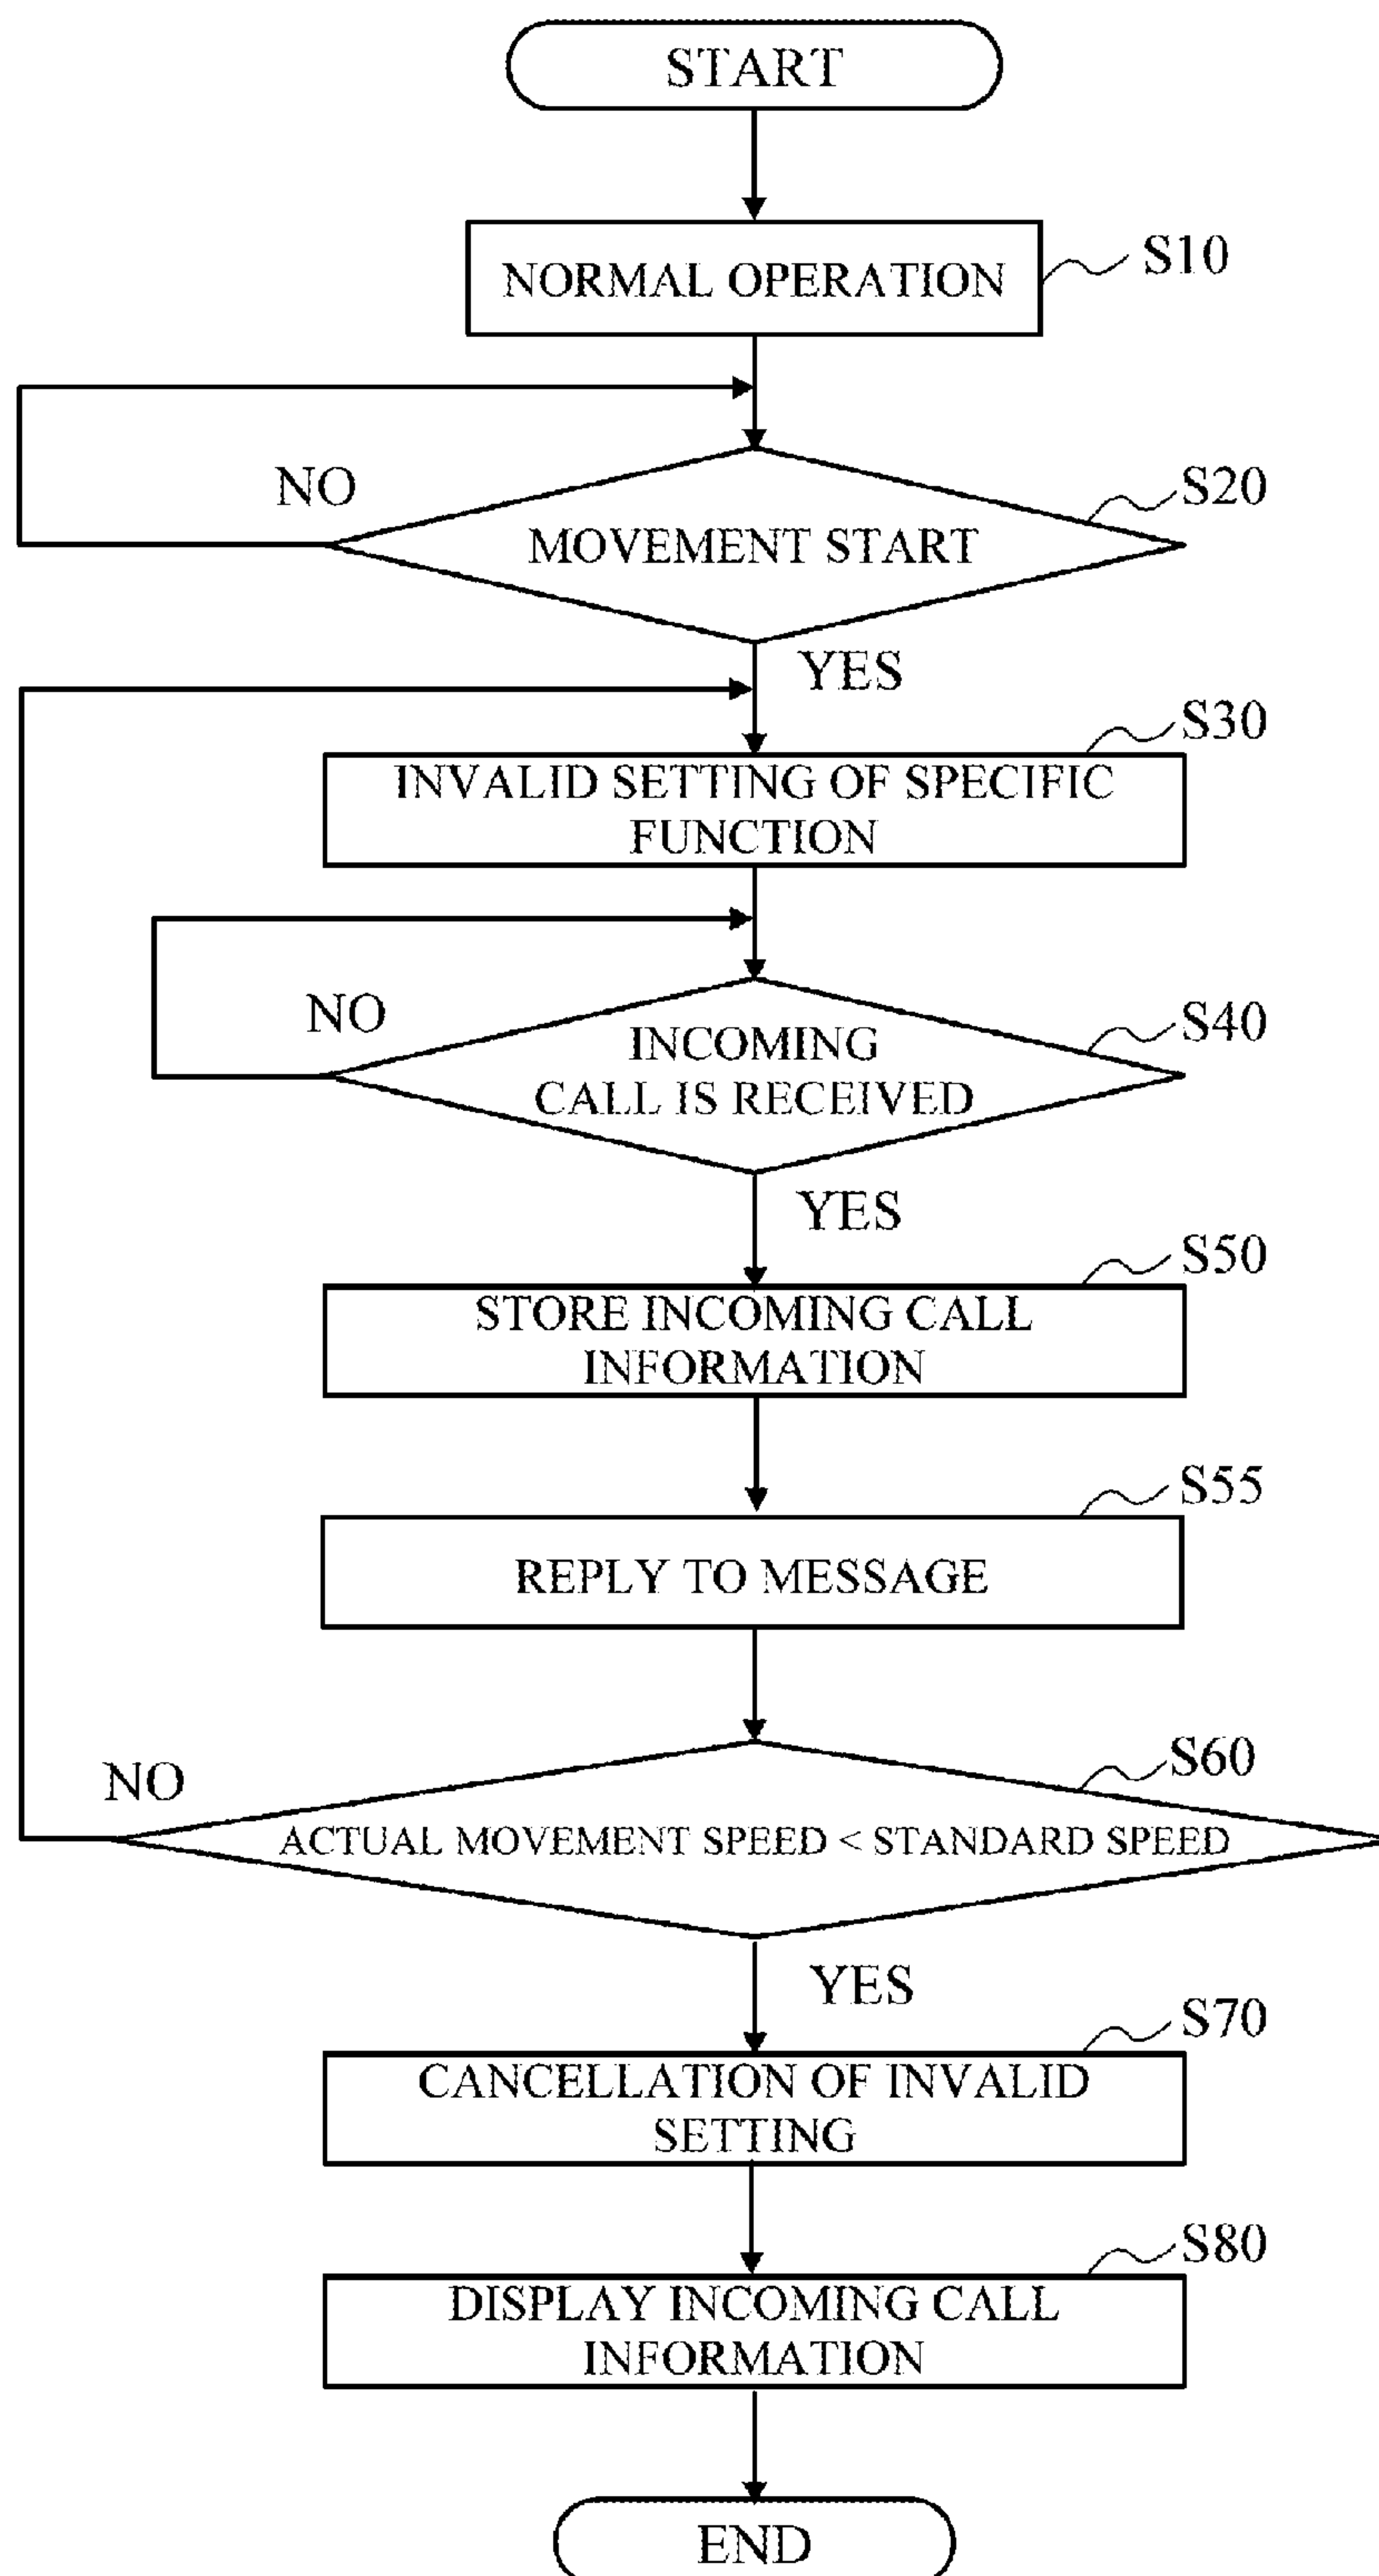 START
NORMAL OPERATION
S10
NO
S20
MOVEMENT START
YES
S30
INVALID SETTING OF SPECIFIC
FUNCTION
NO
S40
INCOMING
CALL IS RECEIVED
YES
S50
STORE INCOMING CALL
INFORMATION
S55
REPLY TO MESSAGE
S60
NO
ACTUAL MOVEMENT SPEED < STANDARD SPEED
YES
S70
CANCELLATION OF INVALID
SETTING
S80
DISPLAY INCOMING CALL
INFORMATION
END